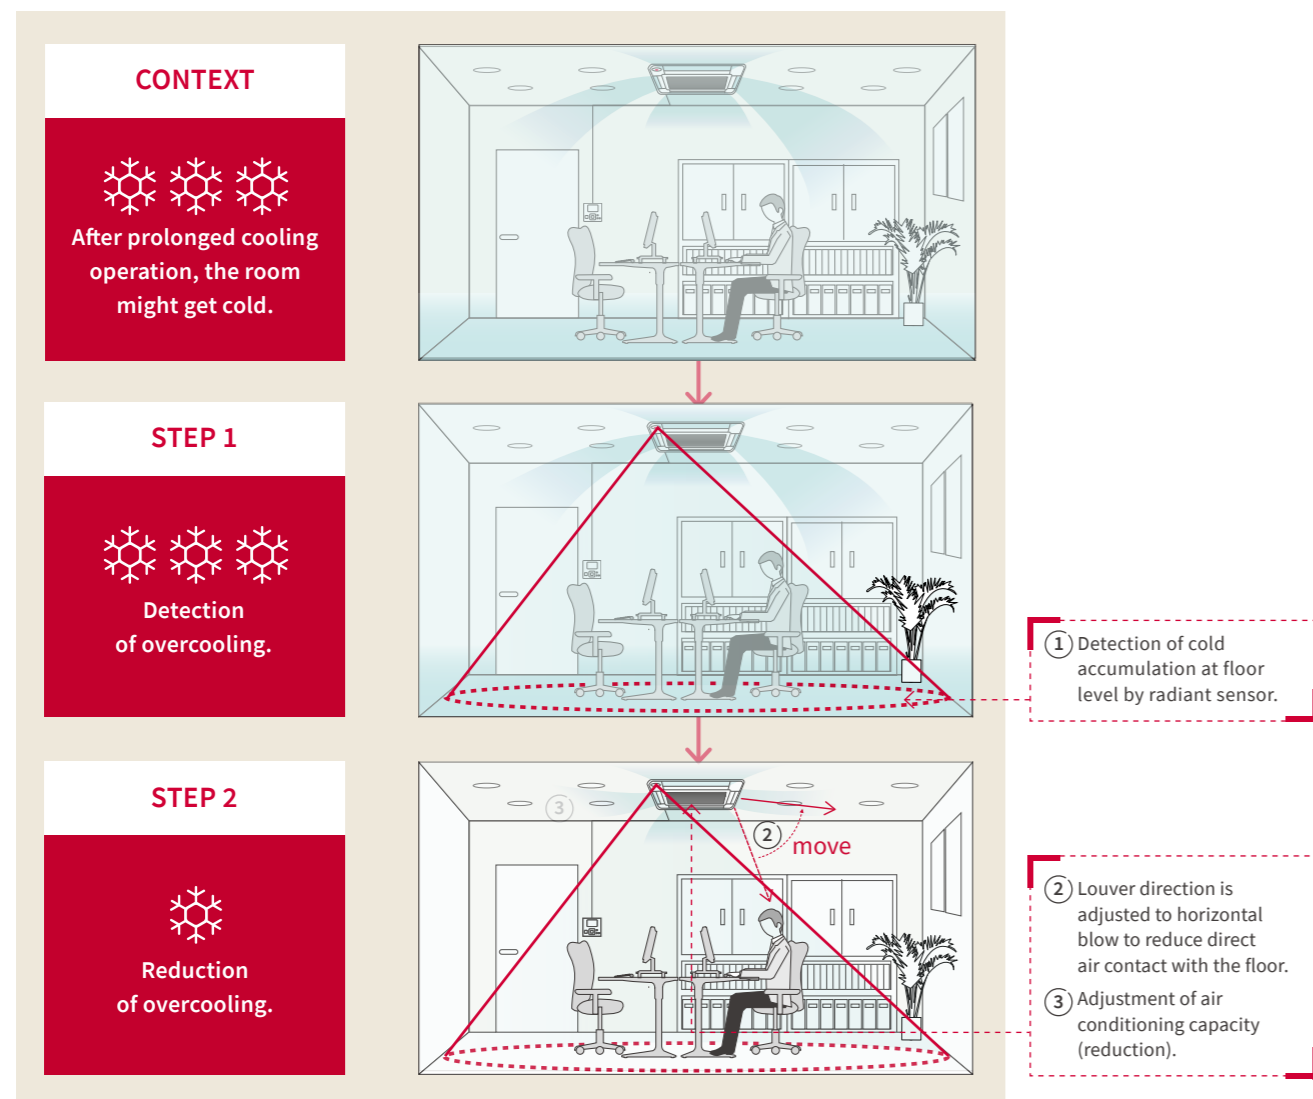 CONTEXT
After prolonged cooling
operation, the room
might get cold.
STEP 1
Detection
of overcooling.
1 Detection of cold
accumulation at floor
level by radiant sensor.
STEP 2
Reduction
of overcooling.
3
2
move
2 Louver direction is
adjusted to horizontal
blow to reduce direct
air contact with the floor.
3 Adjustment of air
conditioning capacity
(reduction).